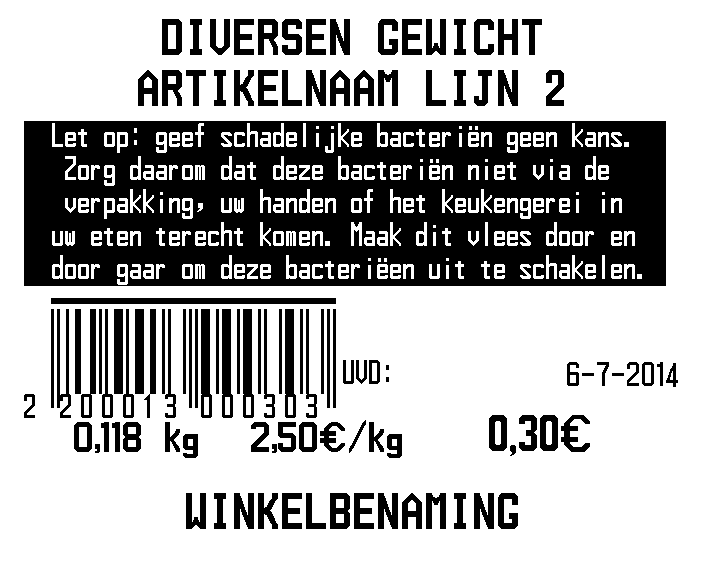 DIVERSEN GEWICHT
ARTIKELNAAM LIJN 2
Let op: geef schadelijke bacteriën geen kans.
Zorg daarom dat deze bacteriën niet via de
verpakking, uw handen of het keukengerei in
uw eten terecht komen. Maak dit vlees door en
door gaar om deze bacteriëen uit te schakelen.
UVD: 6-7-2014
2 200013 000303
0,118 kg 2,50€/kg 0,30€
WINKELBENAMING